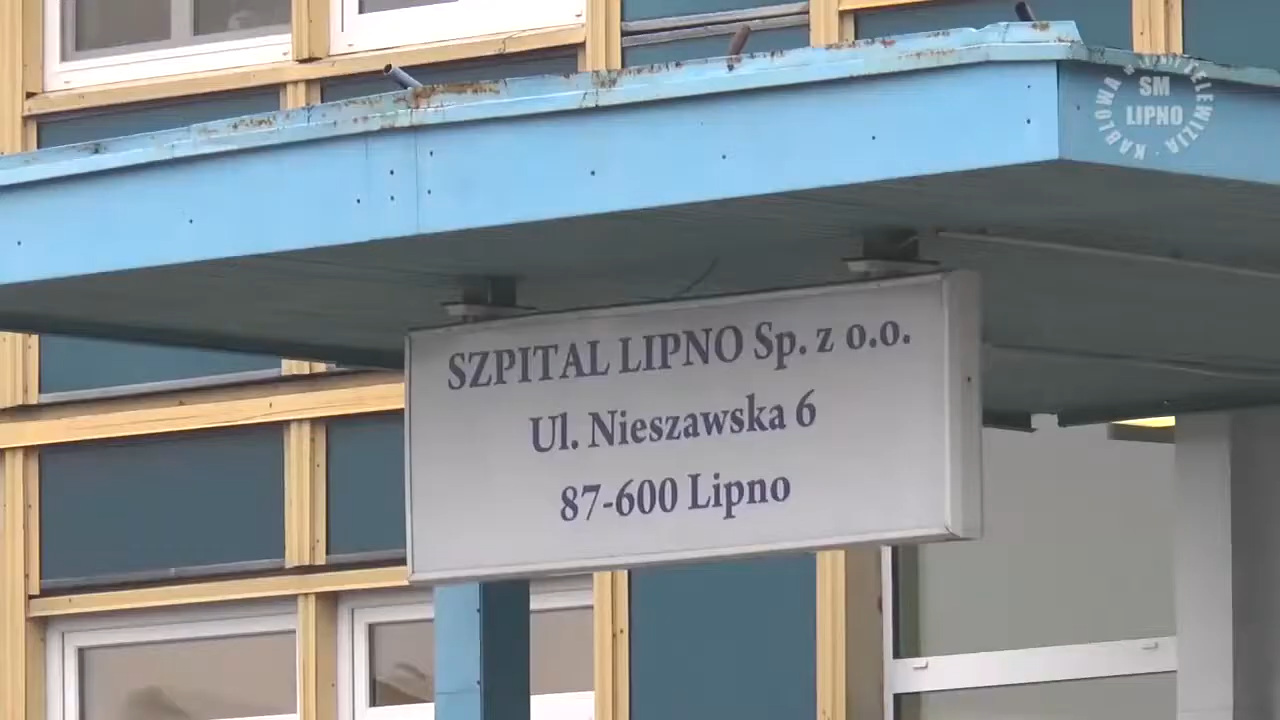 SZPITAL LIPNO Sp. z o.o.
Ul. Nieszawska 6
87-600 Lipno
SM
LIPNO
KABLOWA TELEWIZJA